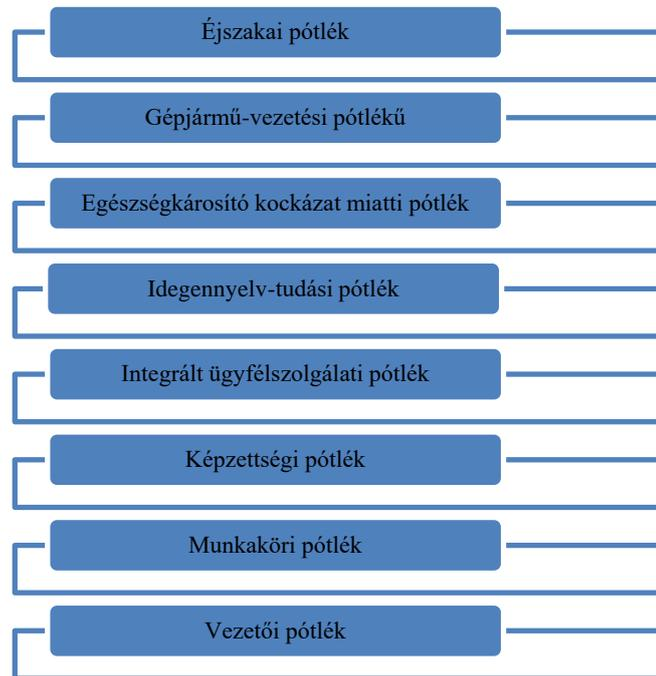 Éjszakai pótlék
Gépjármű-vezetési pótlékű
Egészségkárosító kockázat miatti pótlék
Idegennyelv-tudási pótlék
Integrált ügyfélszolgálati pótlék
Képzettségi pótlék
Munkaköri pótlék
Vezetői pótlék